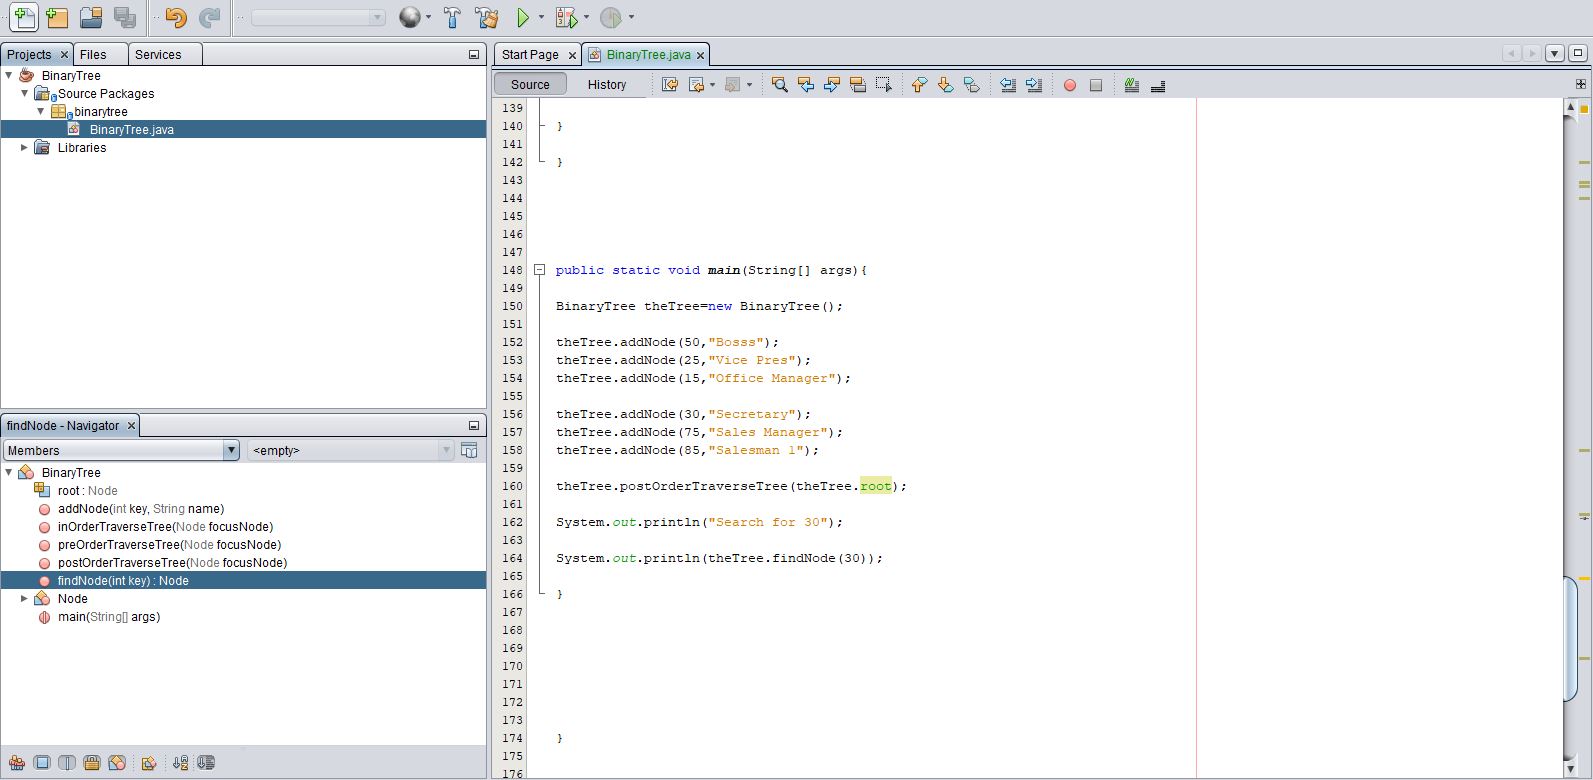 Projects × Files Services
BinaryTree
Source Packages
binarytree
BinaryTree.java
Libraries
findNode - Navigator ×
Members <empty>
BinaryTree
root : Node
addNode(int key, String name)
inOrderTraverseTree(Node focusNode)
preOrderTraverseTree(Node focusNode)
postOrderTraverseTree(Node focusNode)
findNode(int key) : Node
Node
main(String[] args)
Start Page × BinaryTree.java ×
Source History
139
140 }
141
142 }
143
144
145
146
147
148 public static void main(String[] args){
149
150 BinaryTree theTree=new BinaryTree();
151
152 theTree.addNode(50,"Bosss");
153 theTree.addNode(25,"Vice Pres");
154 theTree.addNode(15,"Office Manager");
155
156 theTree.addNode(30,"Secretary");
157 theTree.addNode(75,"Sales Manager");
158 theTree.addNode(85,"Salesman 1");
159
160 theTree.postOrderTraverseTree(theTree.root);
161
162 System.out.println("Search for 30");
163
164 System.out.println(theTree.findNode(30));
165
166 }
167
168
169
170
171
172
173
174 }
175
176